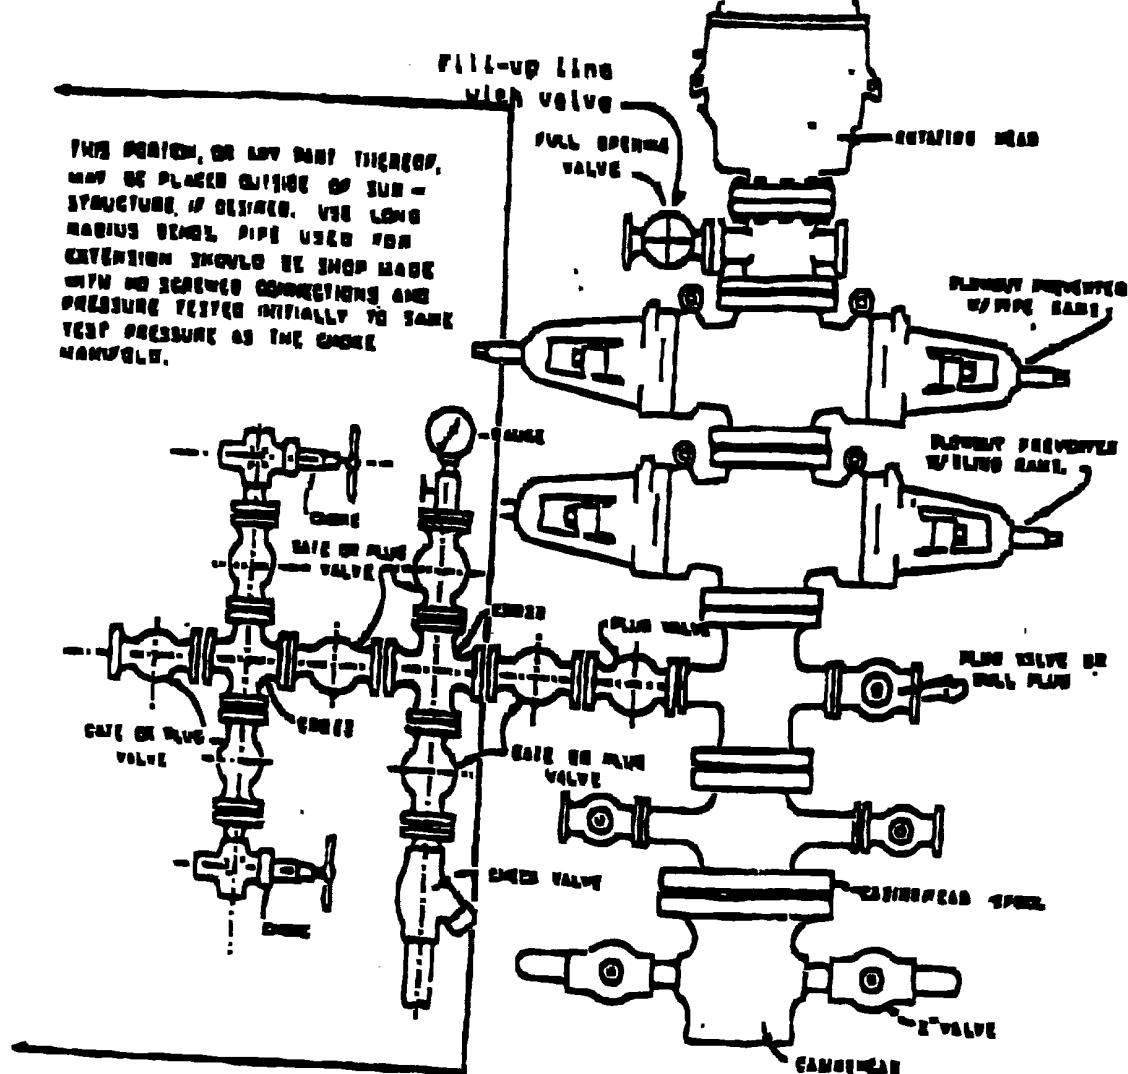 Fill-up line
with valve
FULL OPENING
VALVE
ROTATING HEAD
THIS PORTION, OR ANY PART THEREOF,
MAY BE PLACED OUTSIDE OF SUB-
STRUCTURE, IF DESIRED. USE LONG
RADIUS BENDS. PIPE USED FOR
EXTENSION SHOULD BE SHOP MADE
WITH NO SCREWED CONNECTIONS AND
PRESSURE TESTED INITIALLY TO SAME
TEST PRESSURE AS THE CHOKE
MANIFOLD.
BLOWOUT PREVENTER
W/PIPE RAMS.
GAUGE
BLOWOUT PREVENTER
W/BLIND RAMS.
CHOKE
GATE OR PLUG
VALVE
CROSS
PLUG VALVE
PLUG VALVE OR
BULL PLUG
CROSS
GATE OR PLUG
VALVE
GATE OR PLUG
VALVE
CHECK VALVE
CASINGHEAD SPOOL
CHOKE
2" VALVE
CASINGHEAD